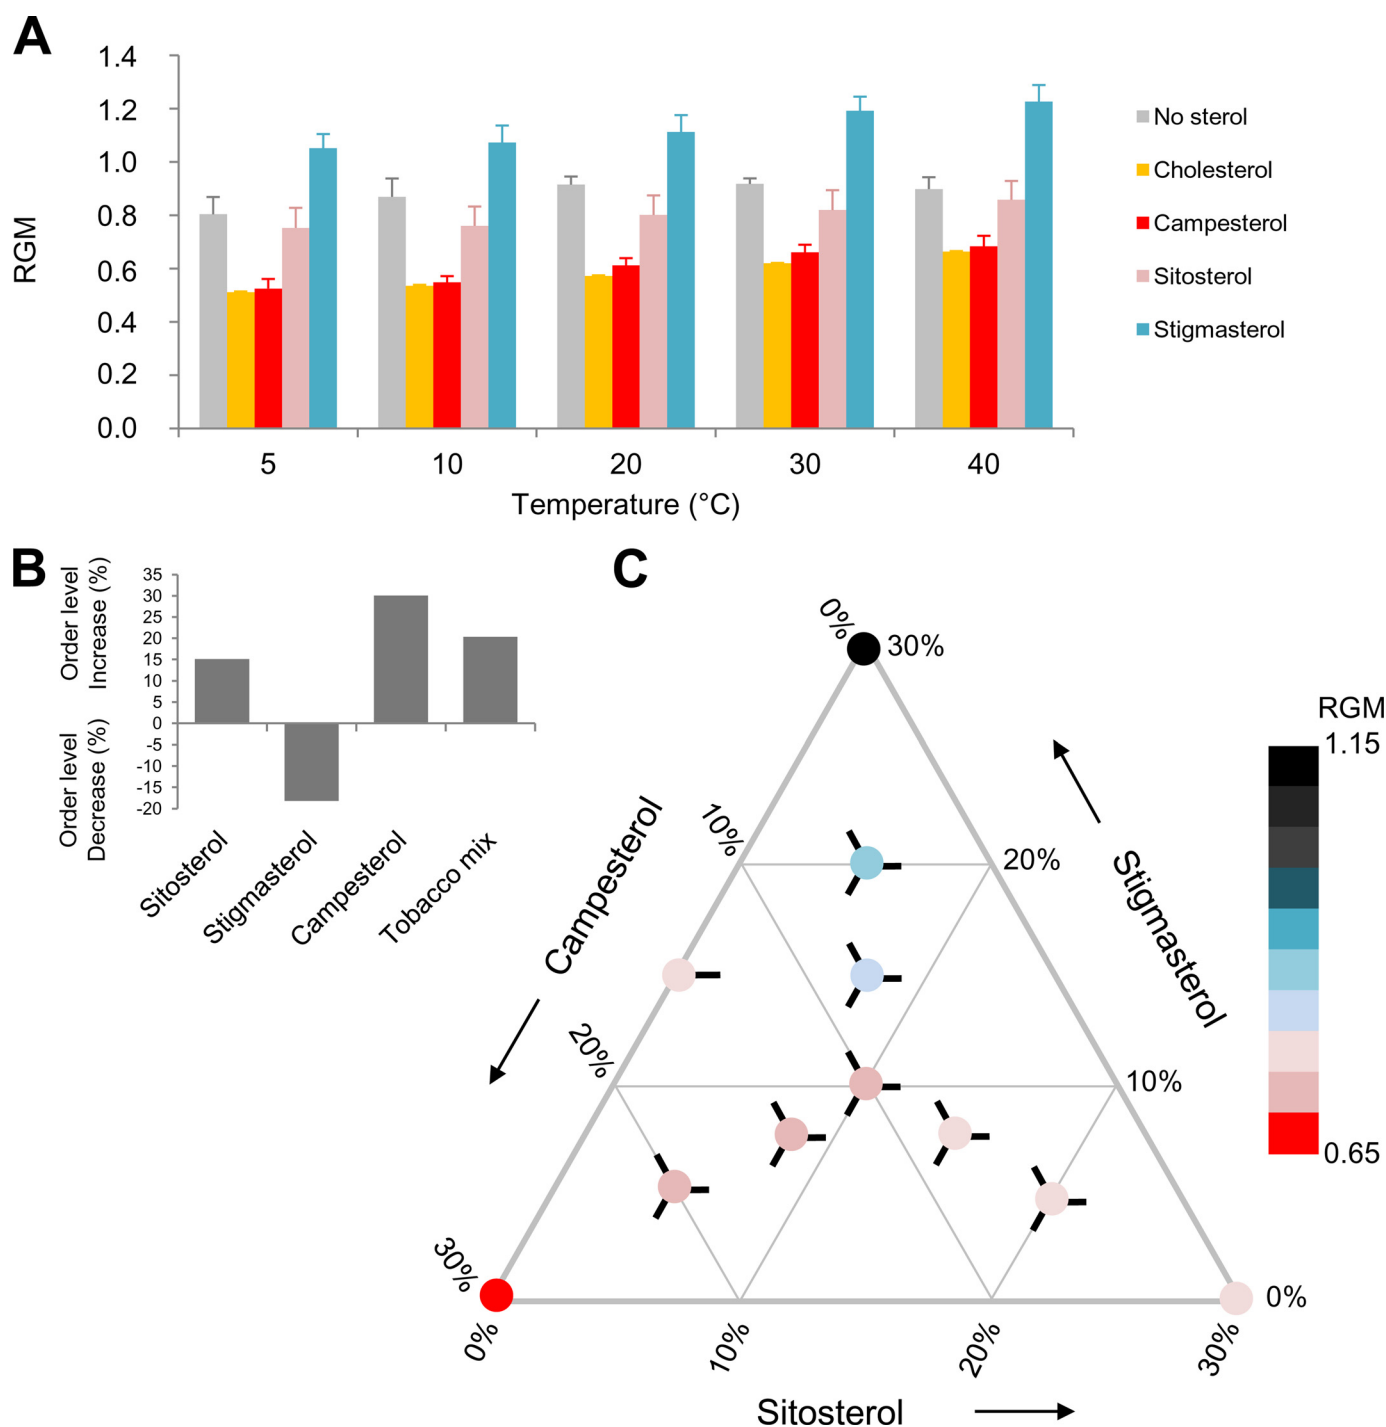 A
RGM
1.4
1.2
1.0
0.8
0.6
0.4
0.2
0.0
5 10 20 30 40
Temperature (°C)
No sterol
Cholesterol
Campesterol
Sitosterol
Stigmasterol
B
Order level
Increase (%)
Order level
Decrease (%)
35
30
25
20
15
10
5
0
-5
-10
-15
-20
Sitosterol
Stigmasterol
Campesterol
Tobacco mix
C
0%
30%
10%
20%
20%
10%
30%
0%
0%
10%
20%
30%
Campesterol
Stigmasterol
Sitosterol
RGM
1.15
0.65